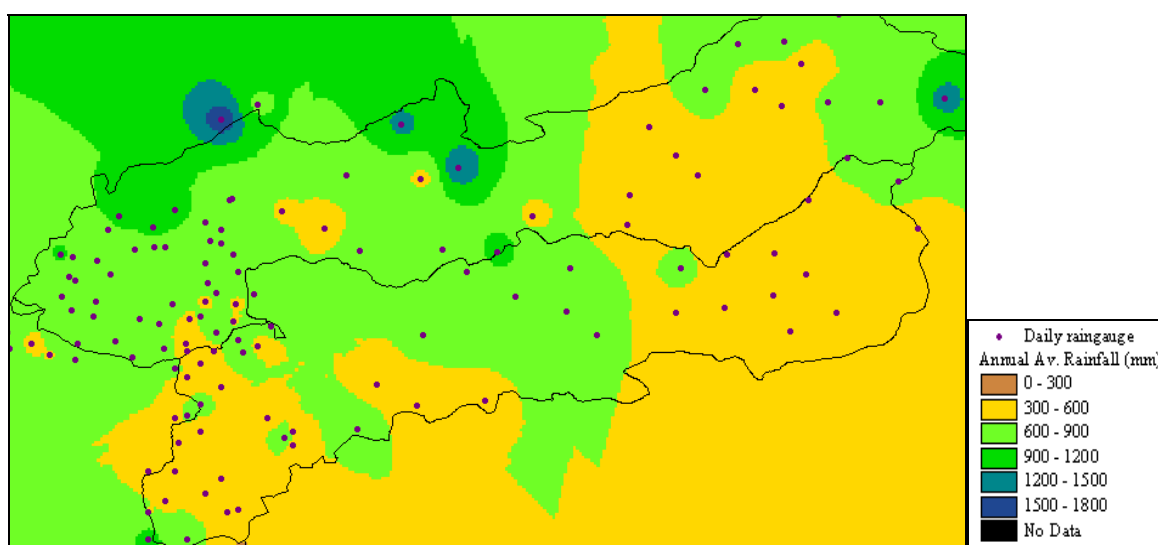 Daily raingauge
Annual Av. Rainfall (mm)
0 - 300
300 - 600
600 - 900
900 - 1200
1200 - 1500
1500 - 1800
No Data